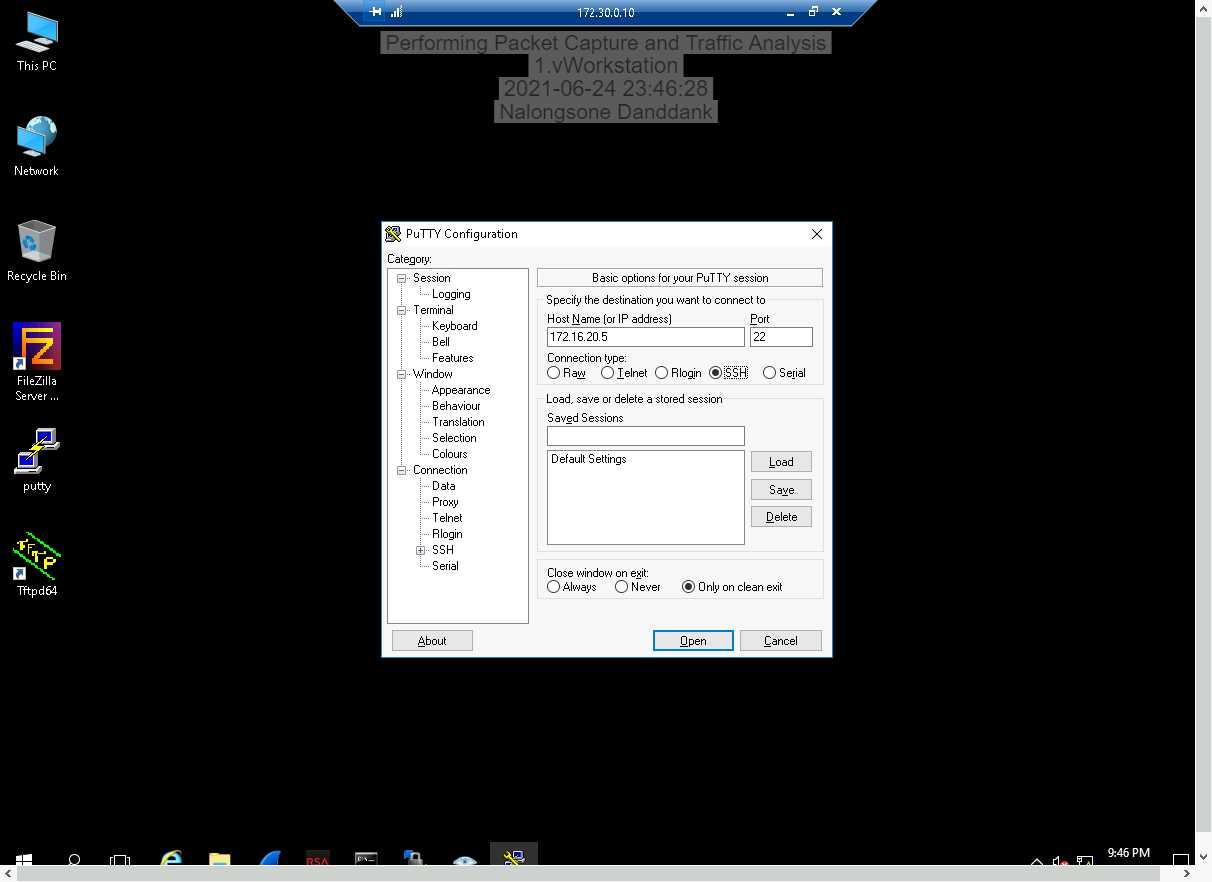 172.30.0.10
Performing Packet Capture and Traffic Analysis
1.vWorkstation
2021-06-24 23:46:28
Nalongsone Danddank
This PC
Network
Recycle Bin
FileZilla
Server ...
putty
Tftpd64
PuTTY Configuration
Category:
Session
Logging
Terminal
Keyboard
Bell
Features
Window
Appearance
Behaviour
Translation
Selection
Colours
Connection
Data
Proxy
Telnet
Rlogin
SSH
Serial
Basic options for your PuTTY session
Specify the destination you want to connect to
Host Name (or IP address) Port
172.16.20.5 22
Connection type:
Raw Telnet Rlogin SSH Serial
Load, save or delete a stored session
Saved Sessions
Default Settings
Load
Save
Delete
Close window on exit:
Always Never Only on clean exit
About Open Cancel
RSA
9:46 PM